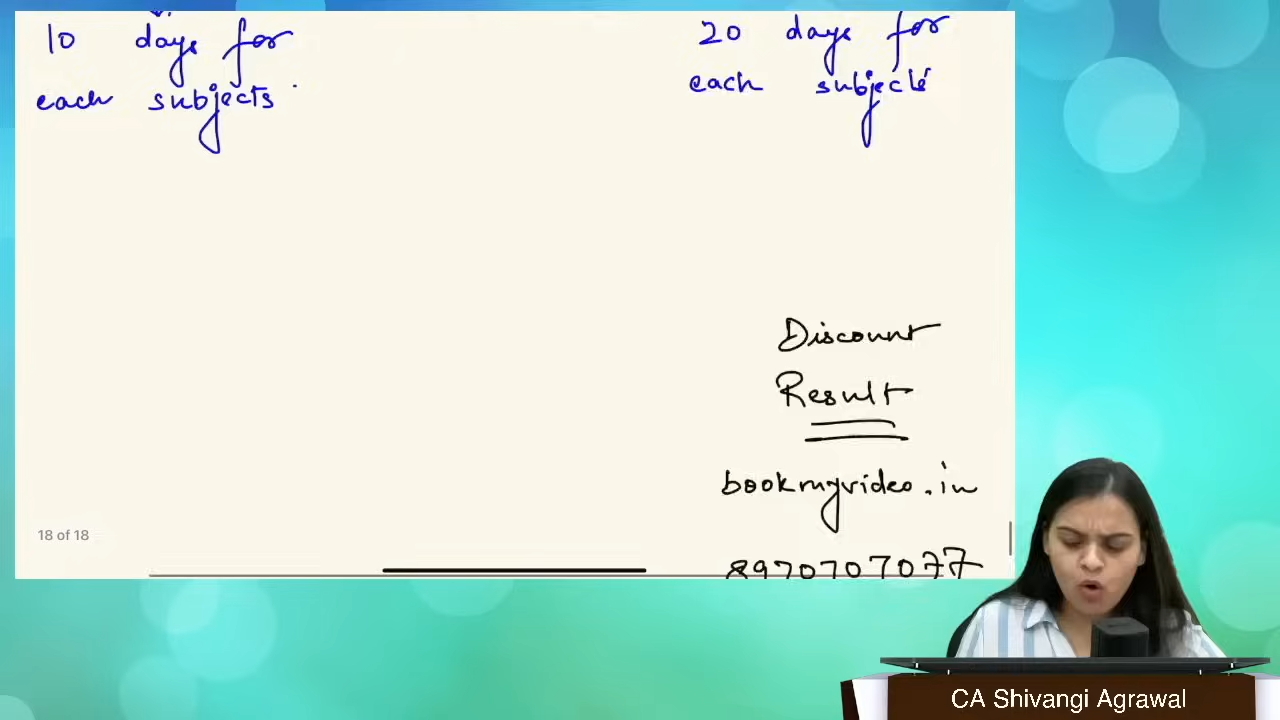 10 days for
each subjects
20 days for
each subjects
Discount
Result
bookmyvideo.in
8970707077
18 of 18
CA Shivangi Agrawal